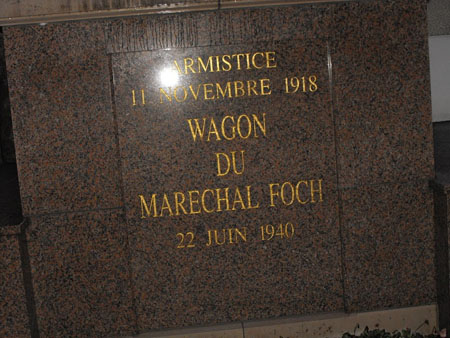 ARMISTICE
11 NOVEMBRE 1918
WAGON
DU
MARECHAL FOCH
22 JUIN 1940